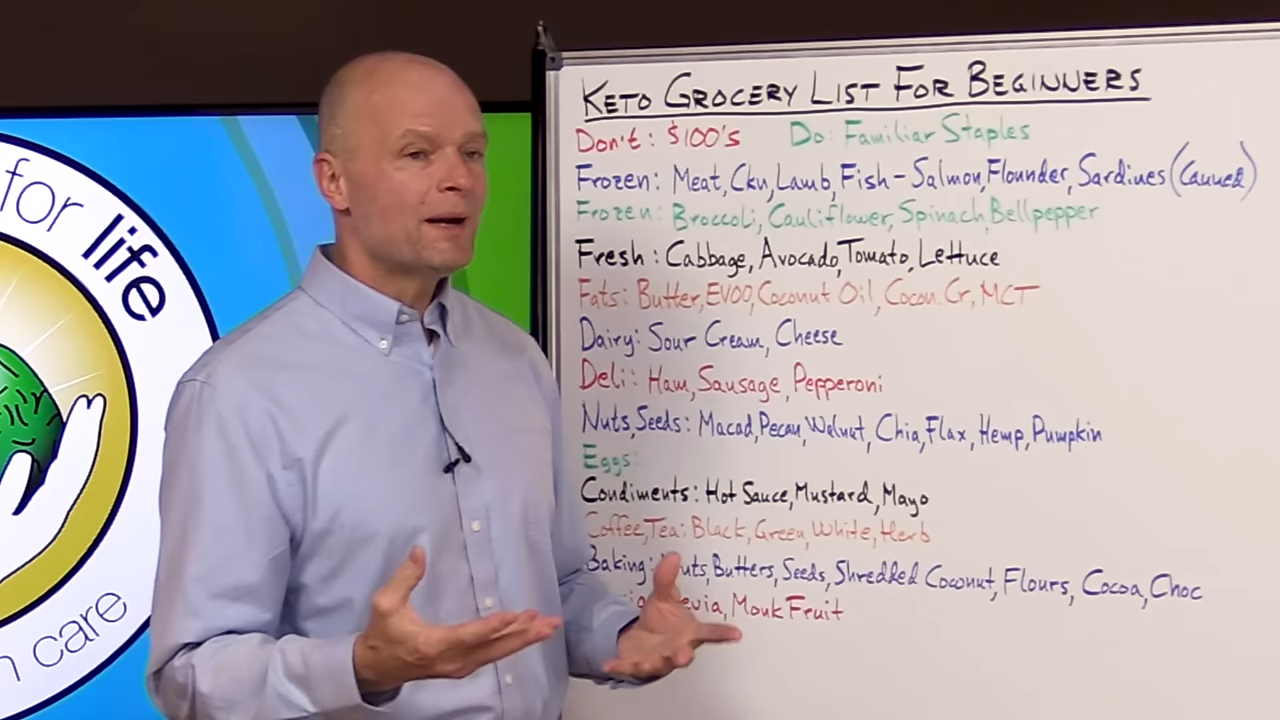 for life
n care
KETO GROCERY LIST FOR BEGINNERS
Don't: $100's Do: Familiar Staples
Frozen: Meat, Ckn, Lamb, Fish - Salmon, Flounder, Sardines (Canned)
Frozen: Broccoli, Cauliflower, Spinach, Bellpepper
Fresh: Cabbage, Avocado, Tomato, Lettuce
Fats: Butter, EVOO, Coconut Oil, Cocon. Cr, MCT
Dairy: Sour Cream, Cheese
Deli: Ham, Sausage, Pepperoni
Nuts, Seeds: Macad, Pecan, Walnut, Chia, Flax, Hemp, Pumpkin
Eggs:
Condiments: Hot Sauce, Mustard, Mayo
Coffee, Tea: Black, Green, White, Herb
Baking: uts, Butters, Seeds, Shredded Coconut, Flours, Cocoa, Choc
evia, Monk Fruit